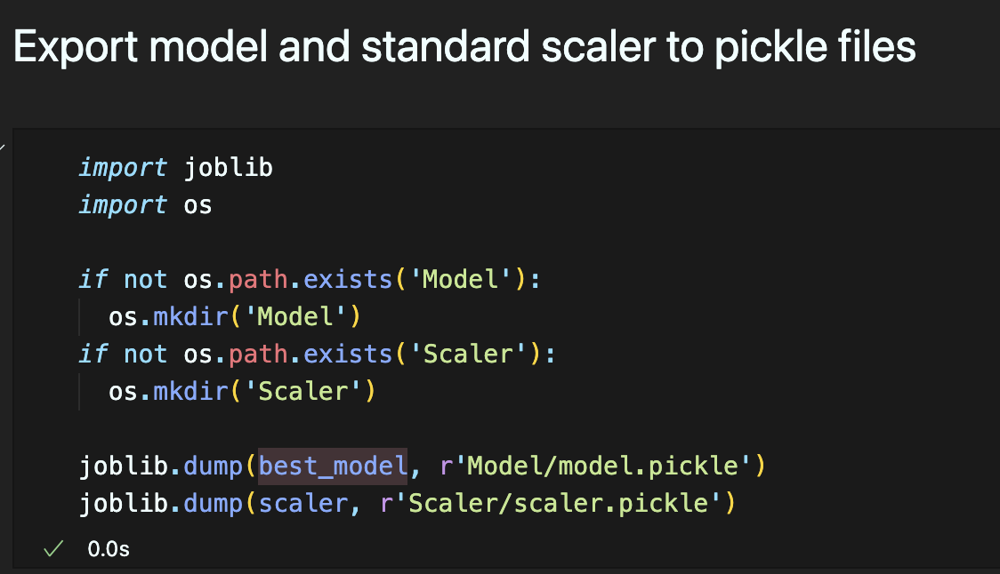 Export model and standard scaler to pickle files
import joblib
import os
if not os.path.exists('Model'):
  os.mkdir('Model')
if not os.path.exists('Scaler'):
  os.mkdir('Scaler')
joblib.dump(best_model, r'Model/model.pickle')
joblib.dump(scaler, r'Scaler/scaler.pickle')
0.0s